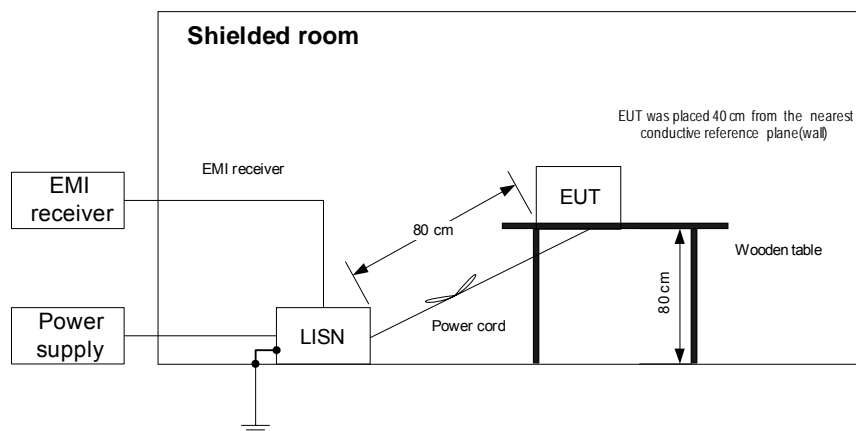 Shielded room
EUT was placed 40 cm from the nearest
conductive reference plane(wall)
EMI receiver
EMI
receiver
EUT
80 cm
Wooden table
80 cm
Power
supply
LISN
Power cord